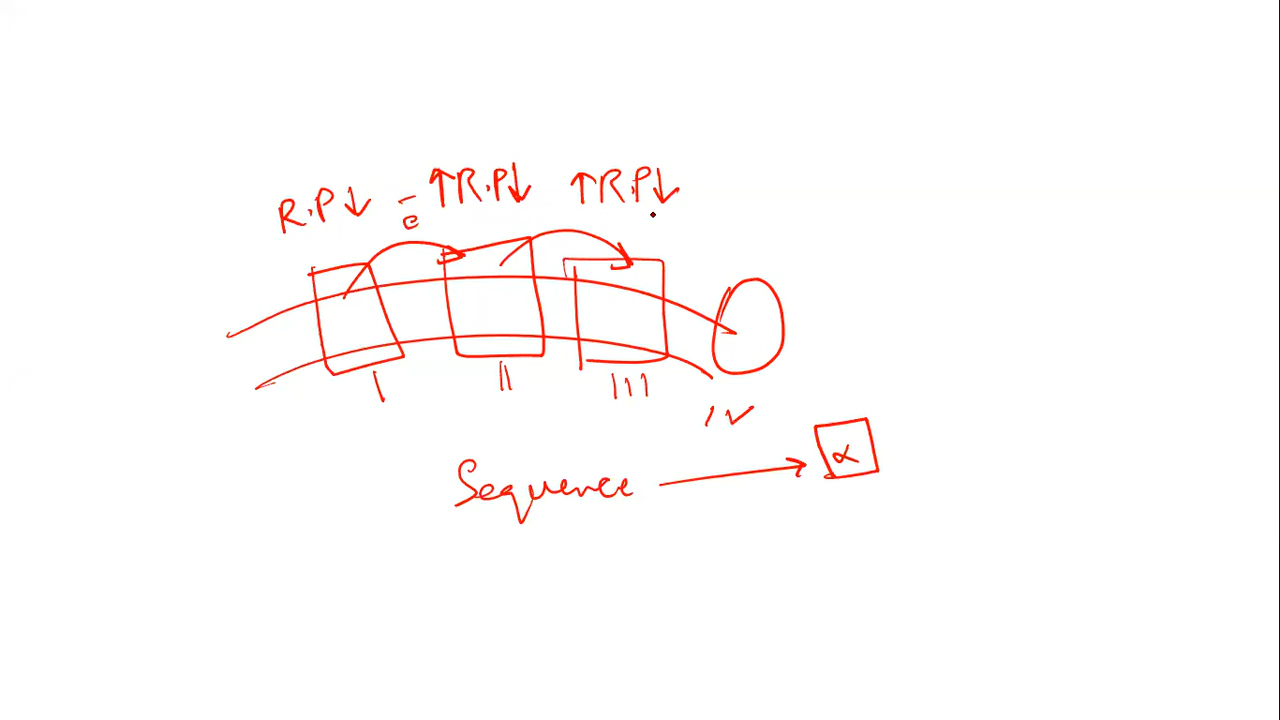 R.P↓ = ↑R.P↓ ↑R.P↓
e
I II III
IV
Sequence → α